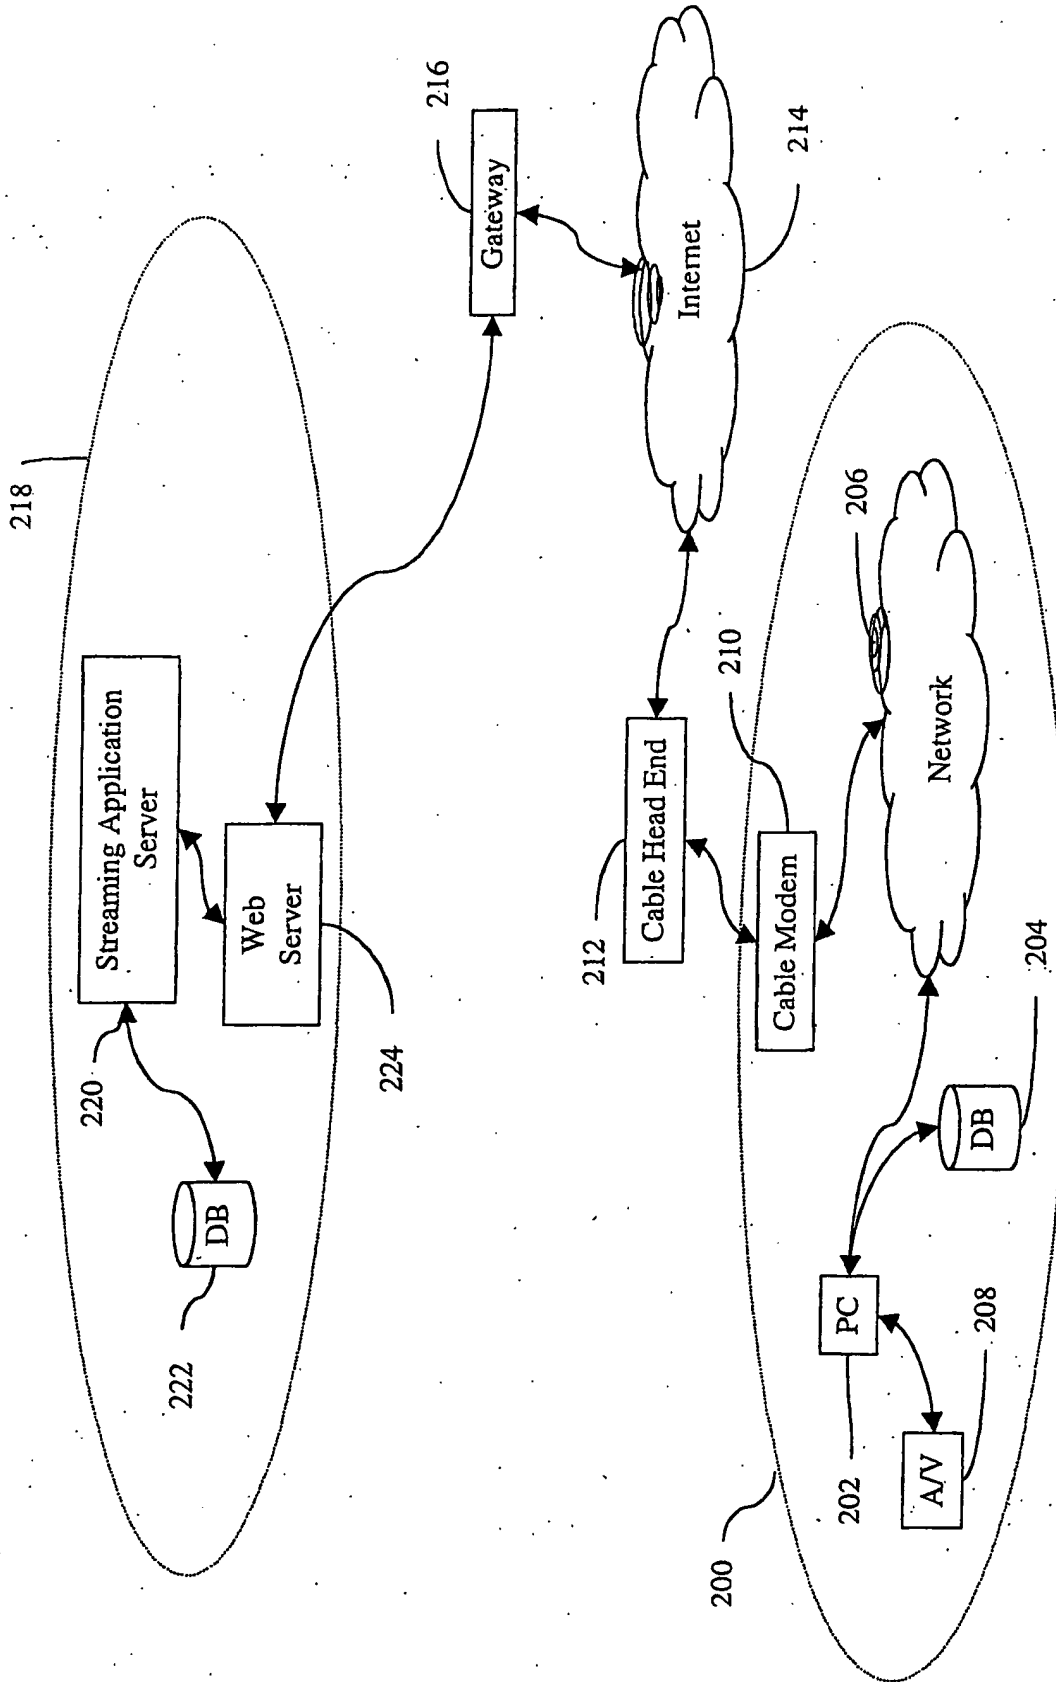 218
Streaming Application
Server
220
DB
222
Web
Server
224
216
Gateway
Internet
214
Cable Head End
212
210
Cable Modem
206
Network
PC
202
DB
204
A/V
208
200